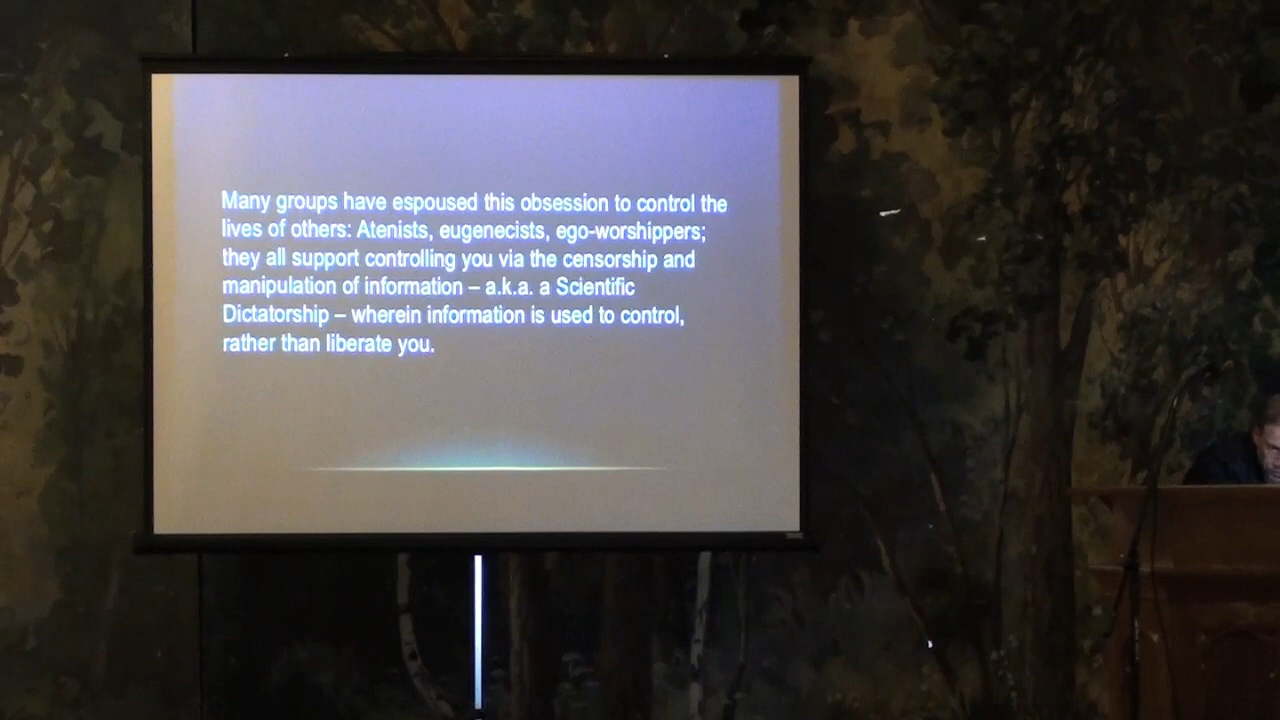 Many groups have espoused this obsession to control the
lives of others: Atenists, eugenecists, ego-worshippers;
they all support controlling you via the censorship and
manipulation of information – a.k.a. a Scientific
Dictatorship – wherein information is used to control,
rather than liberate you.